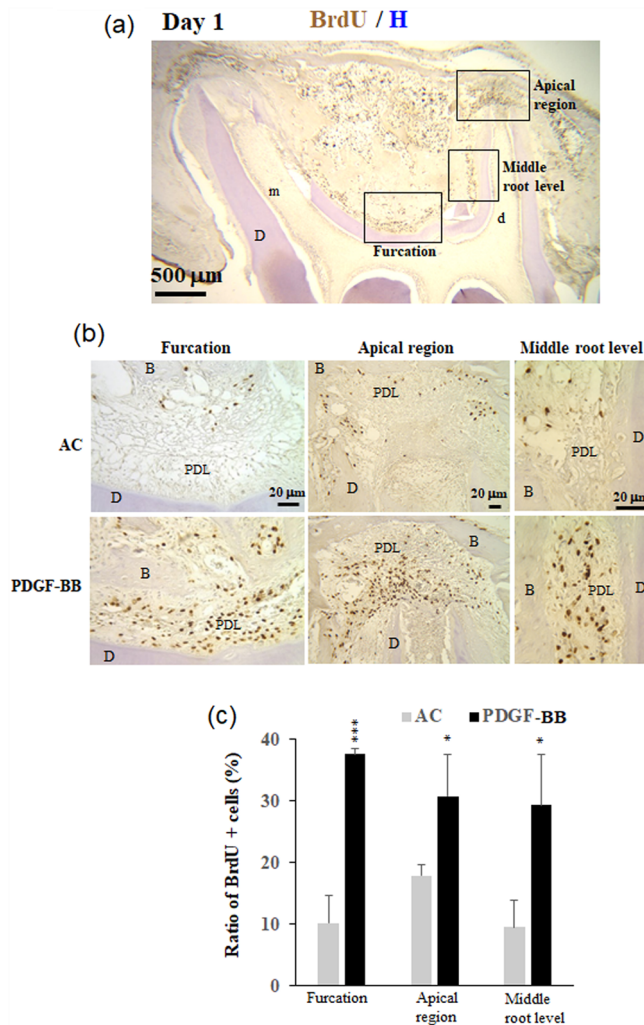 (a) Day 1 BrdU / H
Apical
region
Middle
root level
m
d
D
Furcation
500 µm
(b)
Furcation Apical region Middle root level
AC
B
PDL
D
20 µm
B
PDL
D
20 µm
PDL
D
B
20 µm
PDGF-BB
B
PDL
D
PDL
B
D
B
PDL
D
(c)
AC PDGF-BB
Ratio of BrdU + cells (%)
40
30
20
10
0
***
*
*
Furcation
Apical
region
Middle
root level